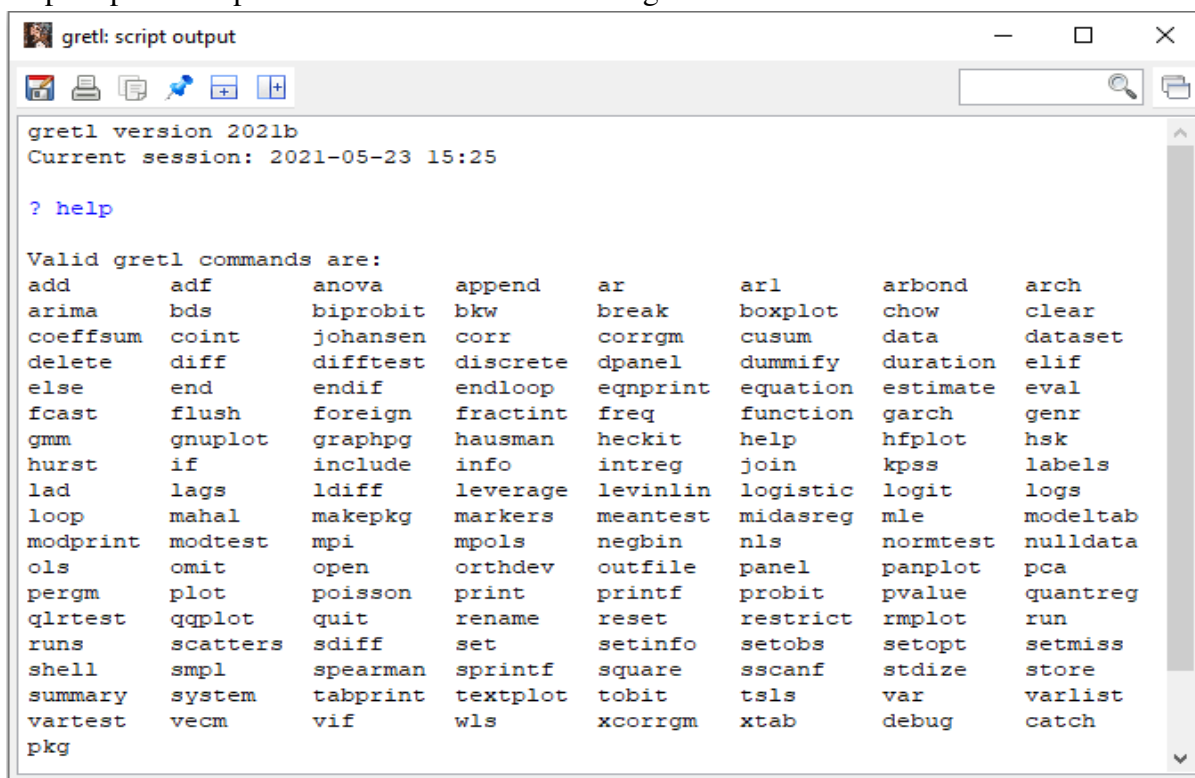 gretl: script output
gretl version 2021b
Current session: 2021-05-23 15:25
? help
Valid gretl commands are:
add adf anova append ar ar1 arbond arch
arima bds biprobit bkw break boxplot chow clear
coeffsum coint johansen corr corrgm cusum data dataset
delete diff difftest discrete dpanel dummify duration elif
else end endif endloop eqnprint equation estimate eval
fcast flush foreign fractint freq function garch genr
gmm gnuplot graphpg hausman heckit help hfplot hsk
hurst if include info intreg join kpss labels
lad lags ldiff leverage levinlin logistic logit logs
loop mahal makepkg markers meantest midasreg mle modeltab
modprint modtest mpi mpols negbin nls normtest nulldata
ols omit open orthdev outfile panel panplot pca
pergm plot poisson print printf probit pvalue quantreg
qlrtest qqplot quit rename reset restrict rmplot run
runs scatters sdiff set setinfo setobs setopt setmiss
shell smpl spearman sprintf square sscanf stdize store
summary system tabprint textplot tobit tsls var varlist
vartest vecm vif wls xcorrgm xtab debug catch
pkg